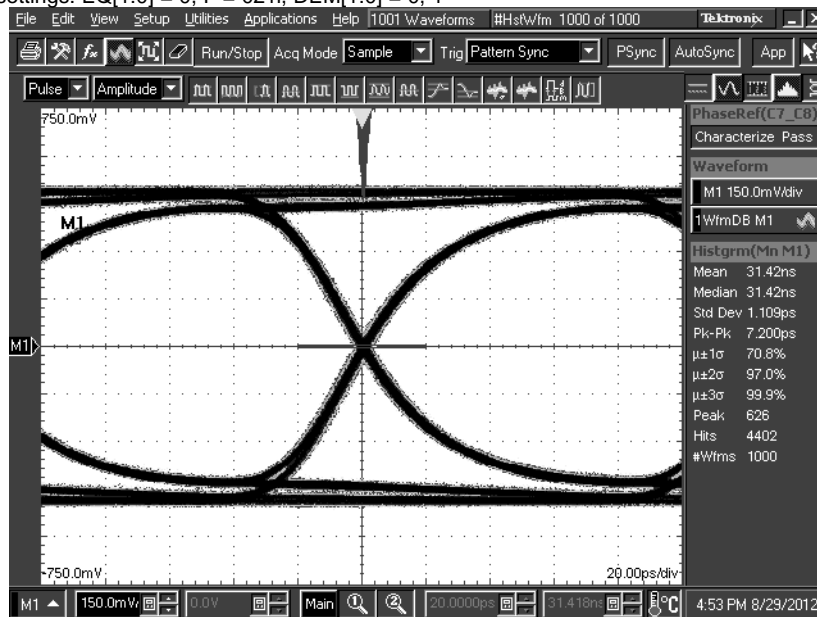 settings: EQ[1:0] = 0, F = 021h, DEM[1:0] = 0, 1
File Edit View Setup Utilities Applications Help 1001 Waveforms #HstWfm 1000 of 1000 Tektronix
Run/Stop Acq Mode Sample Trig Pattern Sync PSync AutoSync App
Pulse Amplitude
750.0mV
PhaseRef(C7_C8)
Characterize Pass
Waveform
M1 150.0mV/div
1 WfmDB M1
M1
Histgrm(Mn M1)
Mean 31.42ns
Median 31.42ns
Std Dev 1.109ps
Pk-Pk 7.200ps
µ±1σ 70.8%
µ±2σ 97.0%
µ±3σ 99.9%
Peak 626
Hits 4402
#Wfms 1000
M1
-750.0mV
20.00ps/div
M1 150.0mV/ 0.0V Main 20.0000ps 31.418ns °C 4:53 PM 8/29/2012